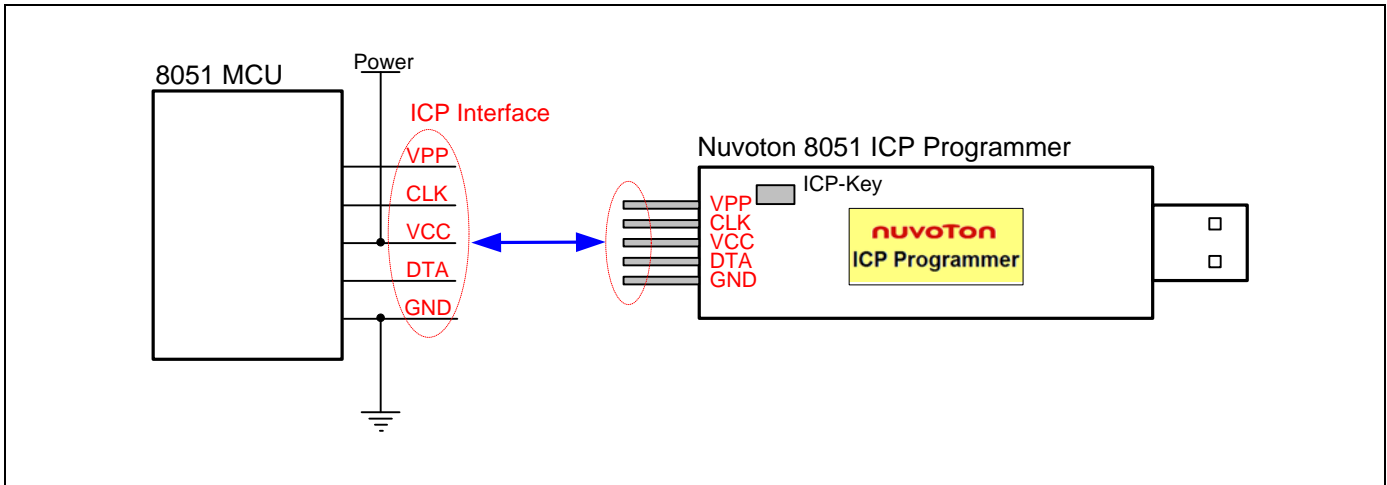 8051 MCU
Power
ICP Interface
VPP
CLK
VCC
DTA
GND
Nuvoton 8051 ICP Programmer
ICP-Key
VPP
CLK
VCC
DTA
GND
nuvoTon
ICP Programmer